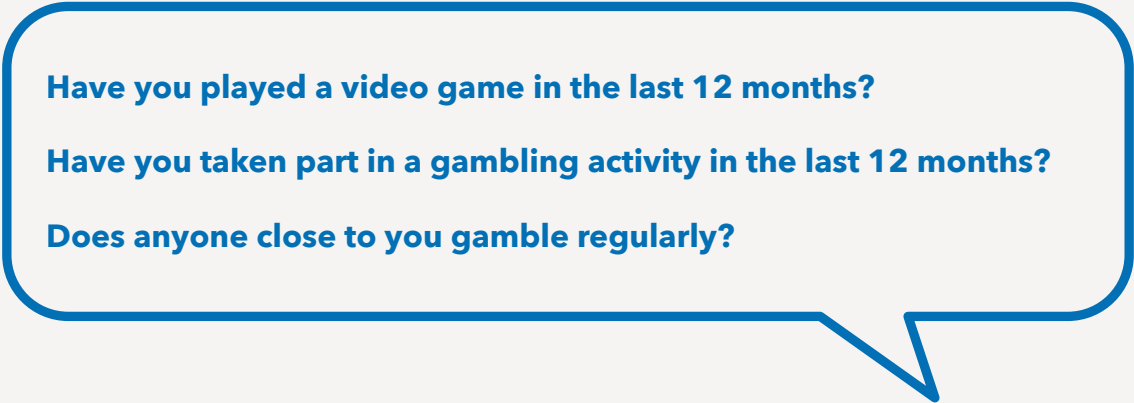 Have you played a video game in the last 12 months?
Have you taken part in a gambling activity in the last 12 months?
Does anyone close to you gamble regularly?